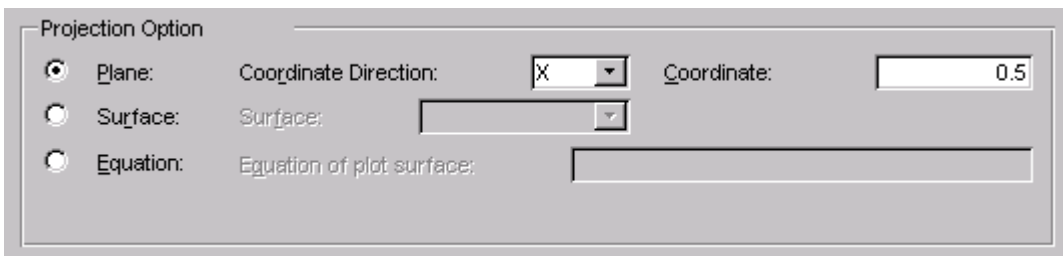 Projection Option
Plane: Coordinate Direction: X Coordinate: 0.5
Surface: Surface:
Equation: Equation of plot surface: